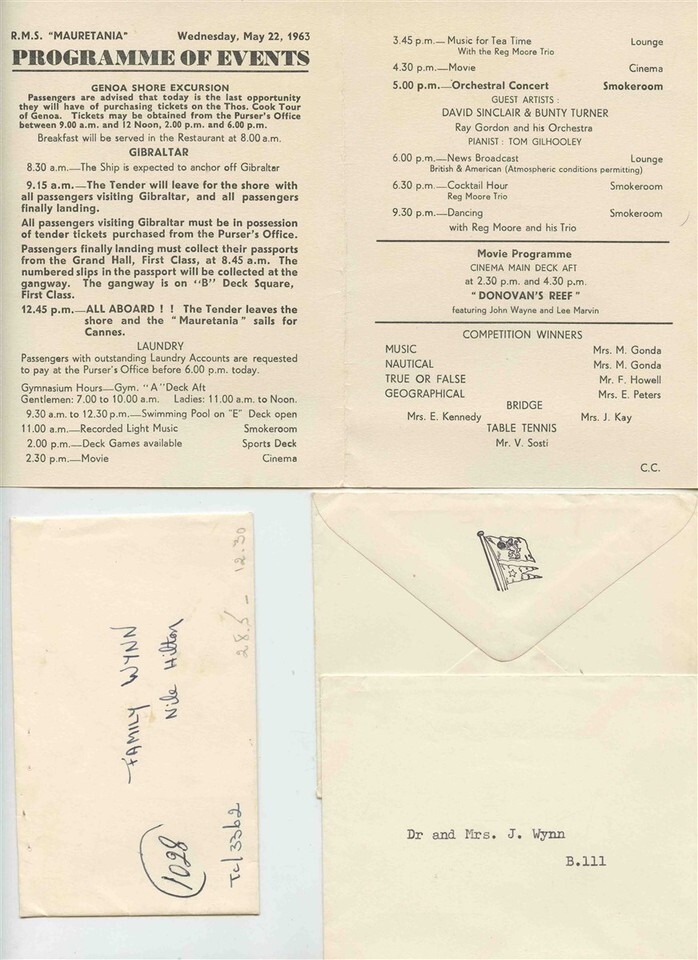 R.M.S. "MAURETANIA" Wednesday, May 22, 1963
PROGRAMME OF EVENTS
GENOA SHORE EXCURSION
Passengers are advised that today is the last opportunity
they will have of purchasing tickets on the Thos. Cook Tour
of Genoa. Tickets may be obtained from the Purser's Office
between 9.00 a.m. and 12 Noon, 2.00 p.m. and 6.00 p.m.
Breakfast will be served in the Restaurant at 8.00 a.m.
GIBRALTAR
8.30 a.m.—The Ship is expected to anchor off Gibraltar
9.15 a.m.—The Tender will leave for the shore with
all passengers visiting Gibraltar, and all passengers
finally landing.
All passengers visiting Gibraltar must be in possession
of tender tickets purchased from the Purser's Office.
Passengers finally landing must collect their passports
from the Grand Hall, First Class, at 8.45 a.m. The
numbered slips in the passport will be collected at the
gangway. The gangway is on "B" Deck Square,
First Class.
12.45 p.m.—ALL ABOARD ! ! The Tender leaves the
shore and the "Mauretania" sails for
Cannes.
LAUNDRY
Passengers with outstanding Laundry Accounts are requested
to pay at the Purser's Office before 6.00 p.m. today.
Gymnasium Hours—Gym. "A" Deck Aft
Gentlemen: 7.00 to 10.00 a.m. Ladies: 11.00 a.m. to Noon.
9.30 a.m. to 12.30 p.m.—Swimming Pool on "E" Deck open
11.00 a.m.—Recorded Light Music Smokeroom
2.00 p.m.—Deck Games available Sports Deck
2.30 p.m.—Movie Cinema
3.45 p.m.—Music for Tea Time Lounge
With the Reg Moore Trio
4.30 p.m.—Movie Cinema
5.00 p.m.—Orchestral Concert Smokeroom
GUEST ARTISTS :
DAVID SINCLAIR & BUNTY TURNER
Ray Gordon and his Orchestra
PIANIST : TOM GILHOOLEY
6.00 p.m.—News Broadcast Lounge
British & American (Atmospheric conditions permitting)
6.30 p.m.—Cocktail Hour Smokeroom
Reg Moore Trio
9.30 p.m.—Dancing Smokeroom
with Reg Moore and his Trio
Movie Programme
CINEMA MAIN DECK AFT
at 2.30 p.m. and 4.30 p.m.
"DONOVAN'S REEF"
featuring John Wayne and Lee Marvin
COMPETITION WINNERS
MUSIC Mrs. M. Gonda
NAUTICAL Mrs. M. Gonda
TRUE OR FALSE Mr. F. Howell
GEOGRAPHICAL Mrs. E. Peters
BRIDGE
Mrs. E. Kennedy Mrs. J. Kay
TABLE TENNIS
Mr. V. Sosti
C.C.
FAMILY WYNN
Nile Hilton
28.5 - 12.30
1028
Tc/3362
Dr and Mrs. J. Wynn
B.111